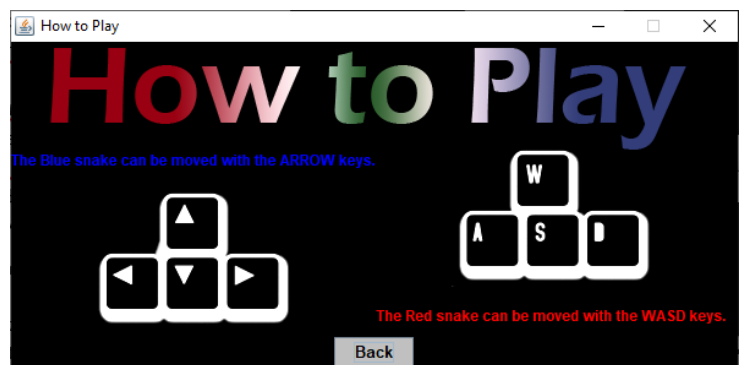 How to Play
How to Play
The Blue snake can be moved with the ARROW keys.
W
A S D
The Red snake can be moved with the WASD keys.
Back